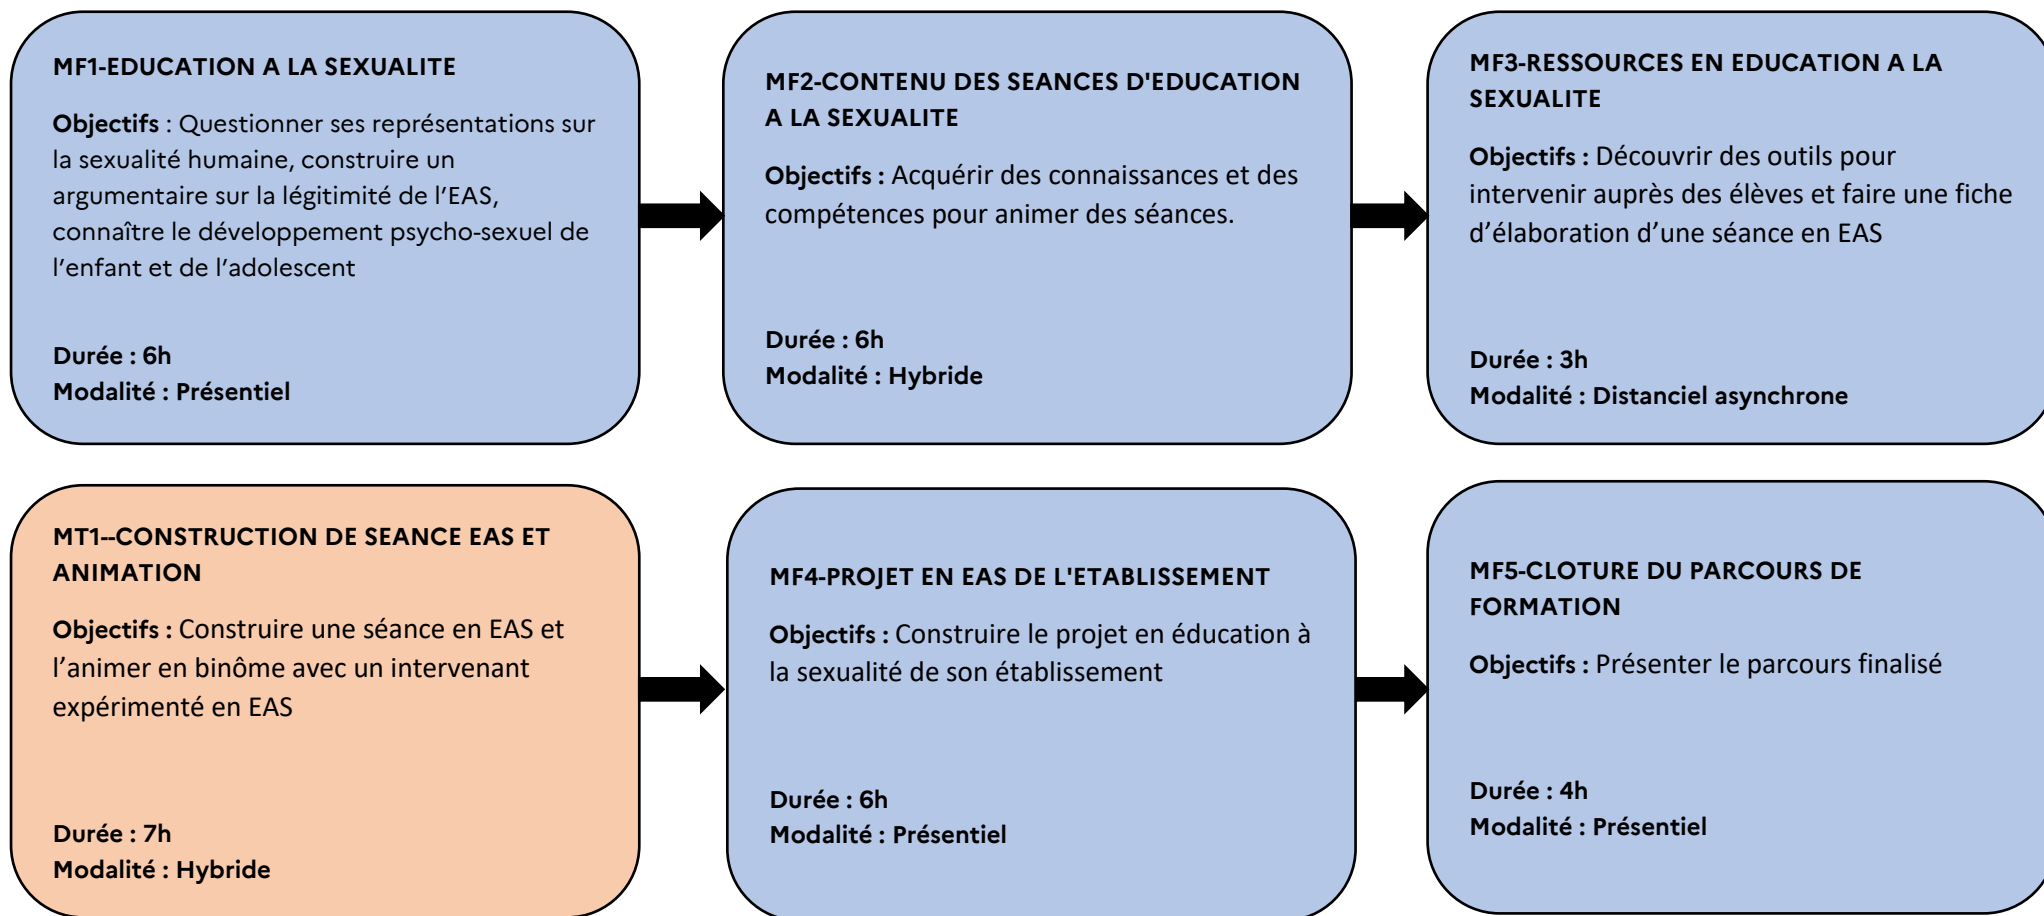 MF1-EDUCATION A LA SEXUALITE
Objectifs : Questionner ses représentations sur
la sexualité humaine, construire un
argumentaire sur la légitimité de l’EAS,
connaître le développement psycho-sexuel de
l’enfant et de l’adolescent
Durée : 6h
Modalité : Présentiel
MF2-CONTENU DES SEANCES D'EDUCATION
A LA SEXUALITE
Objectifs : Acquérir des connaissances et des
compétences pour animer des séances.
Durée : 6h
Modalité : Hybride
MF3-RESSOURCES EN EDUCATION A LA
SEXUALITE
Objectifs : Découvrir des outils pour
intervenir auprès des élèves et faire une fiche
d’élaboration d’une séance en EAS
Durée : 3h
Modalité : Distanciel asynchrone
MT1--CONSTRUCTION DE SEANCE EAS ET
ANIMATION
Objectifs : Construire une séance en EAS et
l’animer en binôme avec un intervenant
expérimenté en EAS
Durée : 7h
Modalité : Hybride
MF4-PROJET EN EAS DE L'ETABLISSEMENT
Objectifs : Construire le projet en éducation à
la sexualité de son établissement
Durée : 6h
Modalité : Présentiel
MF5-CLOTURE DU PARCOURS DE
FORMATION
Objectifs : Présenter le parcours finalisé
Durée : 4h
Modalité : Présentiel